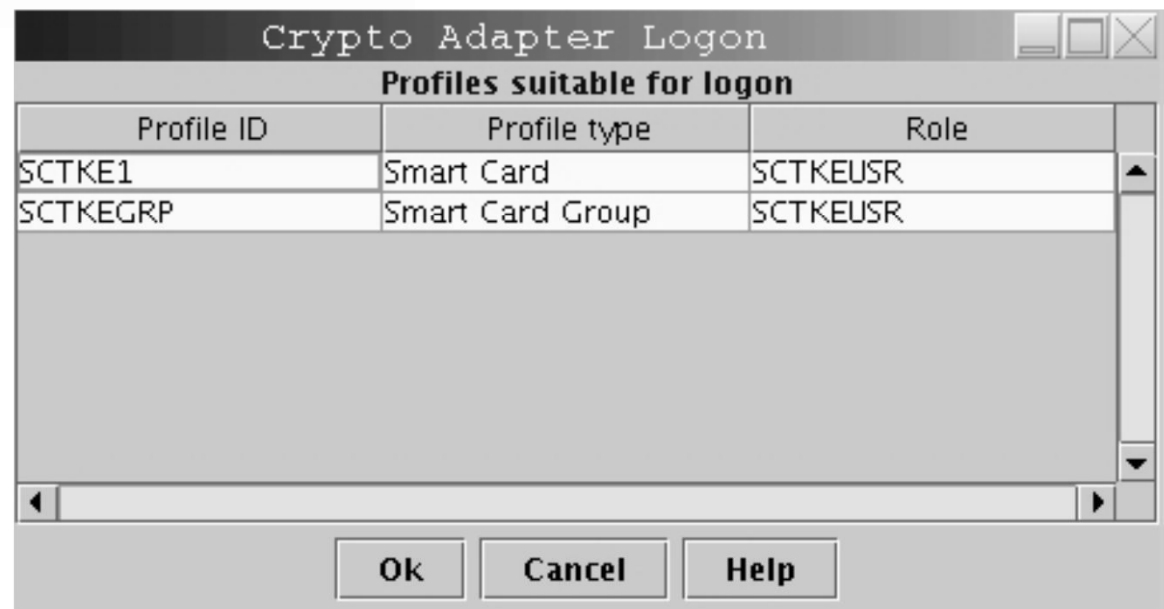 Crypto Adapter Logon
Profiles suitable for logon
Profile ID Profile type Role
SCTKE1 Smart Card SCTKEUSR
SCTKEGRP Smart Card Group SCTKEUSR
Ok Cancel Help